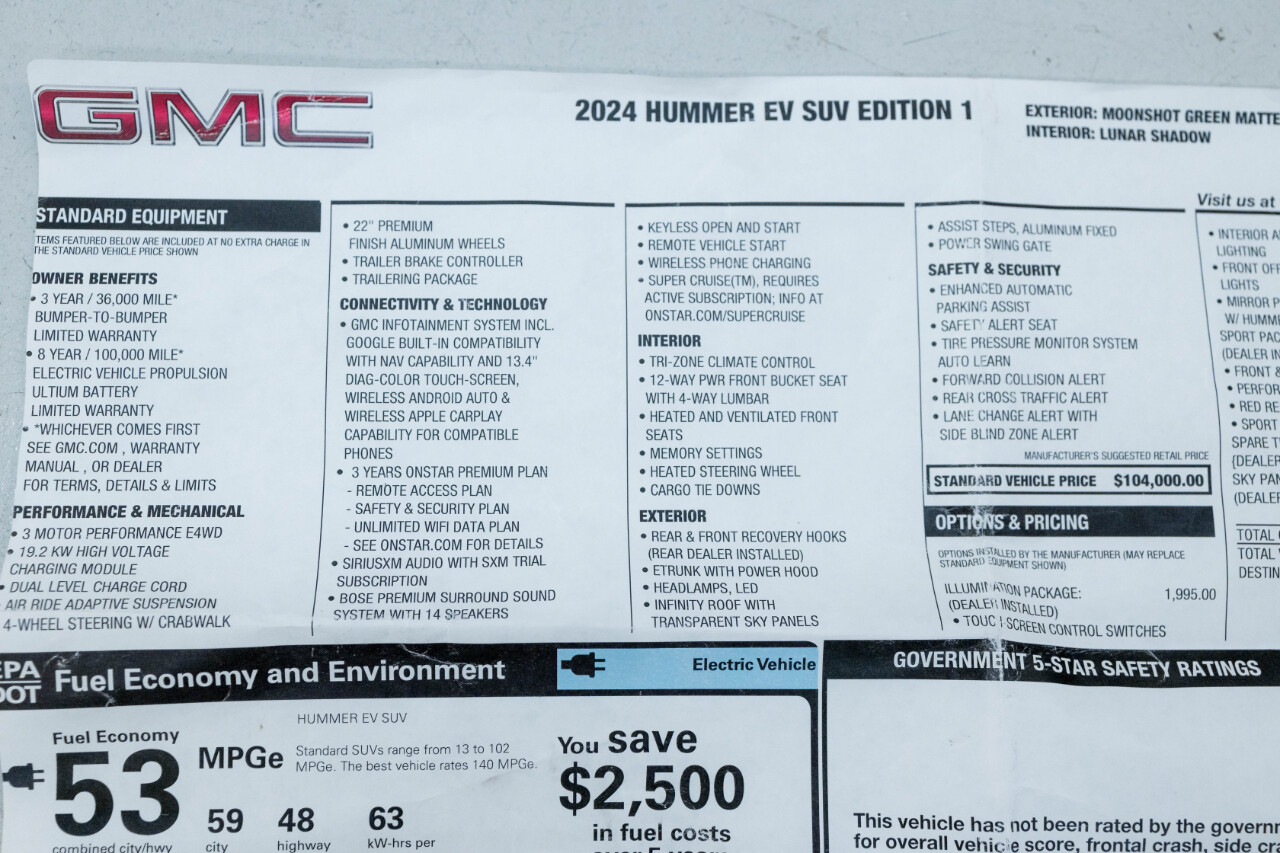 GMC
2024 HUMMER EV SUV EDITION 1
EXTERIOR: MOONSHOT GREEN MATTE
INTERIOR: LUNAR SHADOW
STANDARD EQUIPMENT
ITEMS FEATURED BELOW ARE INCLUDED AT NO EXTRA CHARGE IN
THE STANDARD VEHICLE PRICE SHOWN
OWNER BENEFITS
• 3 YEAR / 36,000 MILE*
BUMPER-TO-BUMPER
LIMITED WARRANTY
• 8 YEAR / 100,000 MILE*
ELECTRIC VEHICLE PROPULSION
ULTIUM BATTERY
LIMITED WARRANTY
• *WHICHEVER COMES FIRST
SEE GMC.COM , WARRANTY
MANUAL , OR DEALER
FOR TERMS, DETAILS & LIMITS
PERFORMANCE & MECHANICAL
• 3 MOTOR PERFORMANCE E4WD
• 19.2 KW HIGH VOLTAGE
CHARGING MODULE
• DUAL LEVEL CHARGE CORD
• AIR RIDE ADAPTIVE SUSPENSION
4-WHEEL STEERING W/ CRABWALK
• 22" PREMIUM
FINISH ALUMINUM WHEELS
• TRAILER BRAKE CONTROLLER
• TRAILERING PACKAGE
CONNECTIVITY & TECHNOLOGY
• GMC INFOTAINMENT SYSTEM INCL.
GOOGLE BUILT-IN COMPATIBILITY
WITH NAV CAPABILITY AND 13.4"
DIAG-COLOR TOUCH-SCREEN,
WIRELESS ANDROID AUTO &
WIRELESS APPLE CARPLAY
CAPABILITY FOR COMPATIBLE
PHONES
• 3 YEARS ONSTAR PREMIUM PLAN
- REMOTE ACCESS PLAN
- SAFETY & SECURITY PLAN
- UNLIMITED WIFI DATA PLAN
- SEE ONSTAR.COM FOR DETAILS
• SIRIUSXM AUDIO WITH SXM TRIAL
SUBSCRIPTION
• BOSE PREMIUM SURROUND SOUND
SYSTEM WITH 14 SPEAKERS
• KEYLESS OPEN AND START
• REMOTE VEHICLE START
• WIRELESS PHONE CHARGING
• SUPER CRUISE(TM), REQUIRES
ACTIVE SUBSCRIPTION; INFO AT
ONSTAR.COM/SUPERCRUISE
INTERIOR
• TRI-ZONE CLIMATE CONTROL
• 12-WAY PWR FRONT BUCKET SEAT
WITH 4-WAY LUMBAR
• HEATED AND VENTILATED FRONT
SEATS
• MEMORY SETTINGS
• HEATED STEERING WHEEL
• CARGO TIE DOWNS
EXTERIOR
• REAR & FRONT RECOVERY HOOKS
(REAR DEALER INSTALLED)
• ETRUNK WITH POWER HOOD
• HEADLAMPS, LED
• INFINITY ROOF WITH
TRANSPARENT SKY PANELS
• ASSIST STEPS, ALUMINUM FIXED
• POWER SWING GATE
SAFETY & SECURITY
• ENHANCED AUTOMATIC
PARKING ASSIST
• SAFETY ALERT SEAT
• TIRE PRESSURE MONITOR SYSTEM
AUTO LEARN
• FORWARD COLLISION ALERT
• REAR CROSS TRAFFIC ALERT
• LANE CHANGE ALERT WITH
SIDE BLIND ZONE ALERT
MANUFACTURER'S SUGGESTED RETAIL PRICE
STANDARD VEHICLE PRICE $104,000.00
OPTIONS & PRICING
OPTIONS INSTALLED BY THE MANUFACTURER (MAY REPLACE
STANDARD EQUIPMENT SHOWN)
ILLUMINATION PACKAGE: 1,995.00
(DEALER INSTALLED)
• TOUCHSCREEN CONTROL SWITCHES
Visit us at
• INTERIOR
LIGHTING
• FRONT
LIGHTS
• MIRROR
W/
SPORT
(DEALER
• FRONT &
•
• RED
• SPORT
SPARE
{DEALER
SKY
(DEALER
TOTAL
TOTAL
EPA
DOT
Fuel Economy and Environment
Electric Vehicle
HUMMER EV SUV
Fuel Economy
53 MPGe
Standard SUVs range from 13 to 102
MPGe. The best vehicle rates 140 MPGe.
59 48 63
combined city/hwy city highway kW-hrs per
You save
$2,500
in fuel costs
over 5 years
GOVERNMENT 5-STAR SAFETY RATINGS
This vehicle has not been rated by the
for overall vehicle score, frontal crash, side